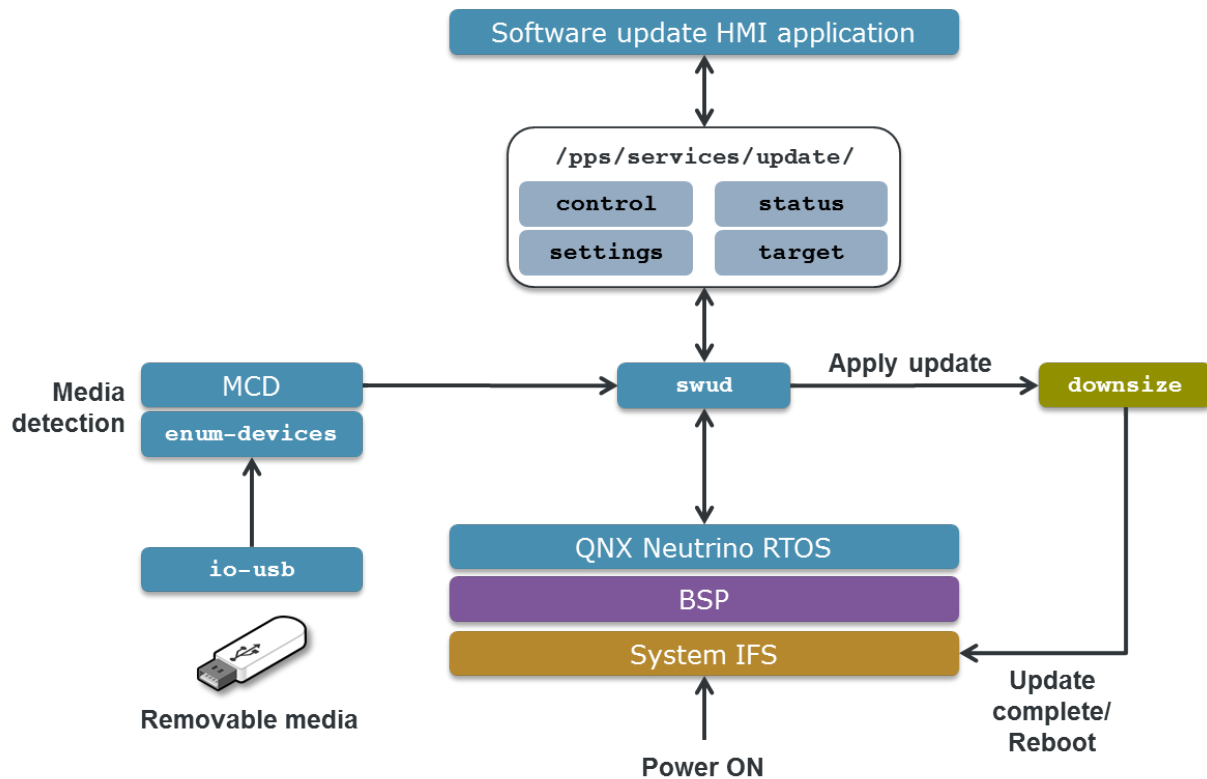 Software update HMI application
/pps/services/update/
control
status
settings
target
Media
detection
MCD
enum-devices
swud
Apply update
downsize
io-usb
QNX Neutrino RTOS
BSP
System IFS
Removable media
Update
complete/
Reboot
Power ON